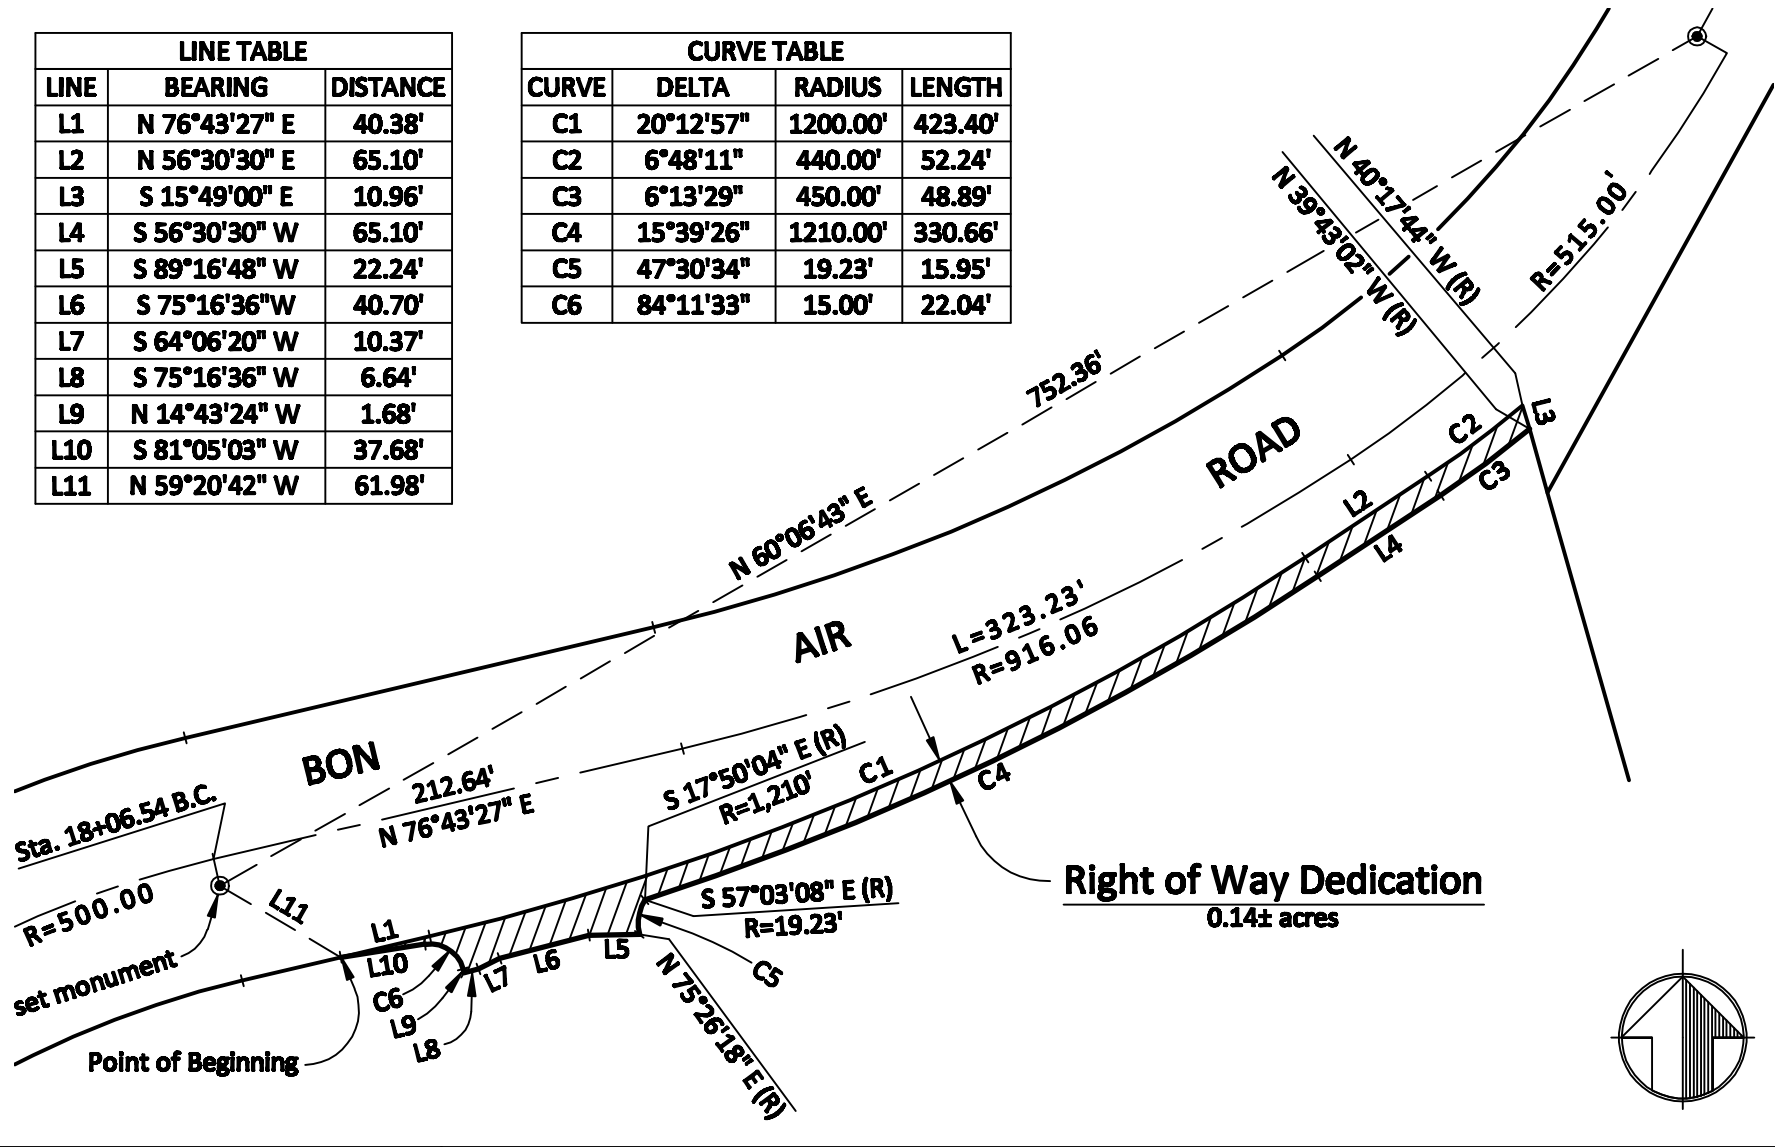 LINE TABLE
LINE BEARING DISTANCE
L1 N 76°43'27" E 40.38'
L2 N 56°30'30" E 65.10'
L3 S 15°49'00" E 10.96'
L4 S 56°30'30" W 65.10'
L5 S 89°16'48" W 22.24'
L6 S 75°16'36"W 40.70'
L7 S 64°06'20" W 10.37'
L8 S 75°16'36" W 6.64'
L9 N 14°43'24" W 1.68'
L10 S 81°05'03" W 37.68'
L11 N 59°20'42" W 61.98'
CURVE TABLE
CURVE DELTA RADIUS LENGTH
C1 20°12'57" 1200.00' 423.40'
C2 6°48'11" 440.00' 52.24'
C3 6°13'29" 450.00' 48.89'
C4 15°39'26" 1210.00' 330.66'
C5 47°30'34" 19.23' 15.95'
C6 84°11'33" 15.00' 22.04'
N 40°17'44" W (R)
N 39°43'02" W (R)
R=515.00'
752.36'
N 60°06'43" E
ROAD
L3
C2
C3
L2
L4
L=323.23'
R=916.06
AIR
BON
212.64'
N 76°43'27" E
S 17°50'04" E (R)
R=1,210'
C1
C4
Sta. 18+06.54 B.C.
R=500.00
L11
Right of Way Dedication
0.14± acres
S 57°03'08" E (R)
R=19.23'
L1
L10
set monument
C6
L9
L8
L7
L6
L5
C5
N 75°26'18" E (R)
Point of Beginning